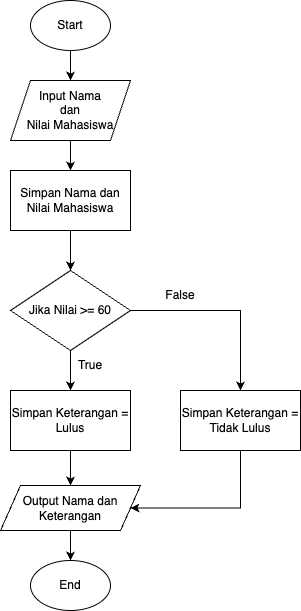 Start
Input Nama
dan
Nilai Mahasiswa
Simpan Nama dan
Nilai Mahasiswa
Jika Nilai >= 60
False
True
Simpan Keterangan =
Lulus
Simpan Keterangan =
Tidak Lulus
Output Nama dan
Keterangan
End